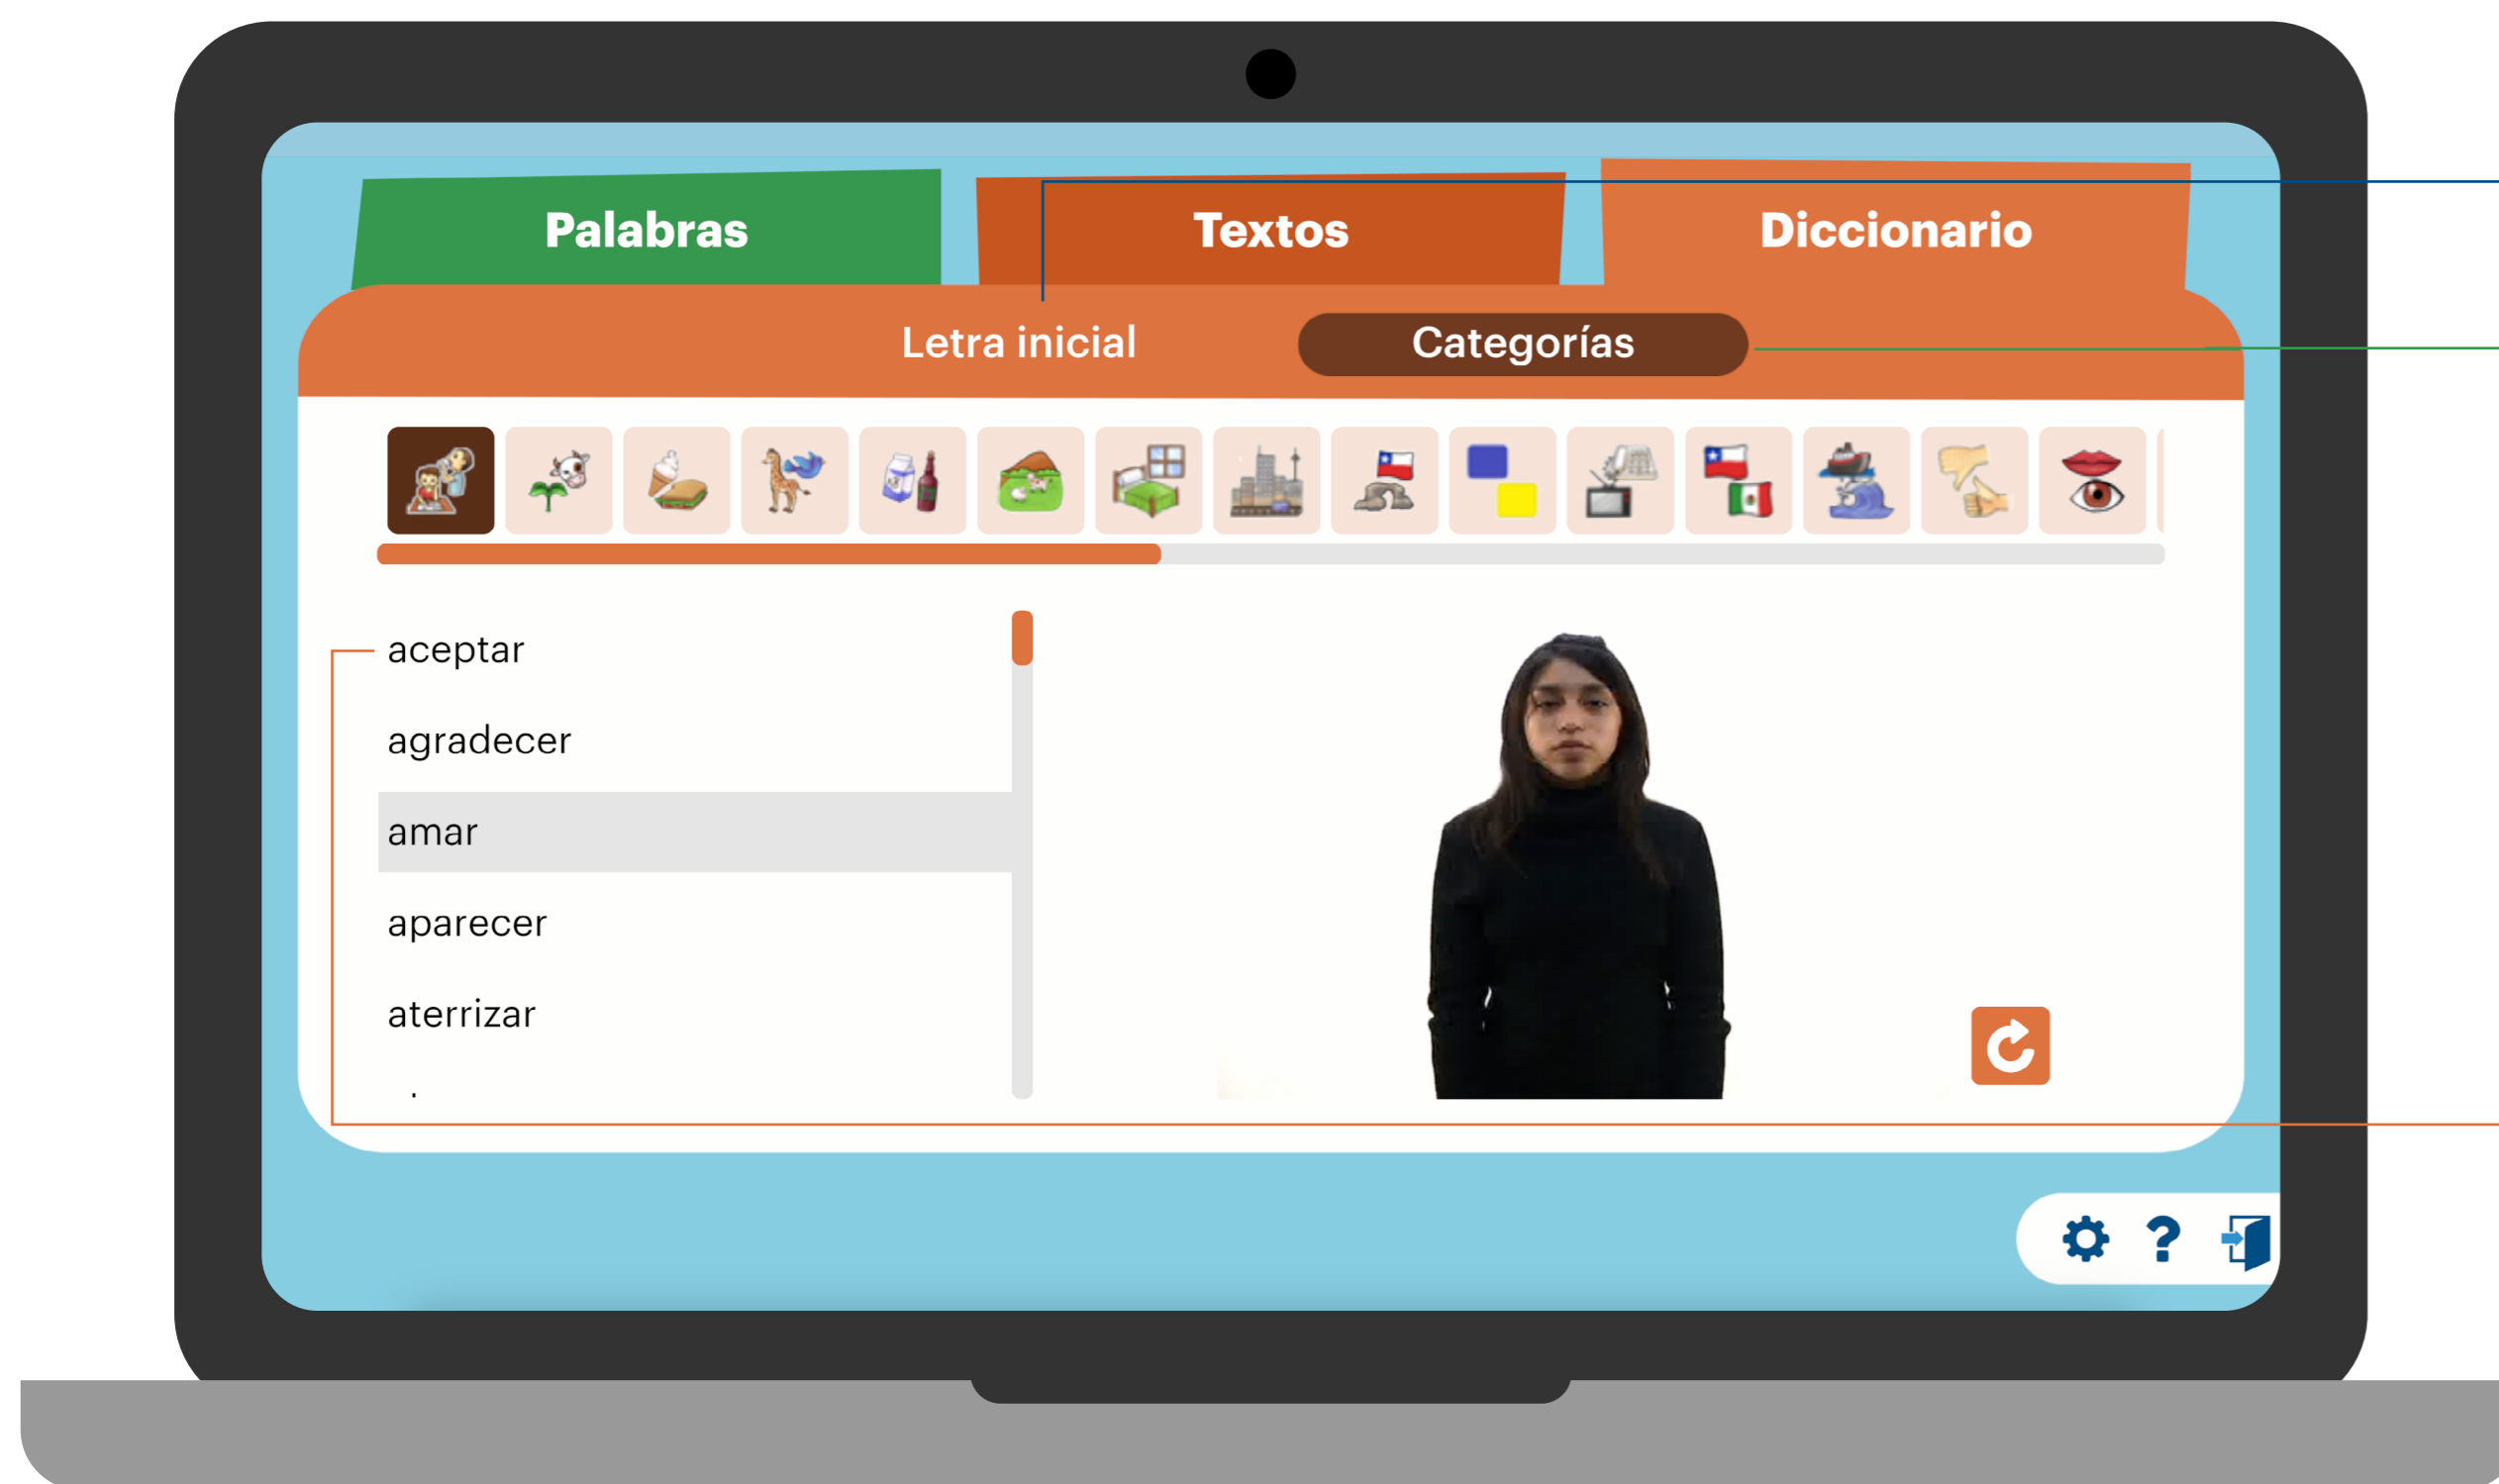 Palabras
Textos
Diccionario
Letra inicial
Categorías
aceptar
agradecer
amar
aparecer
aterrizar
?